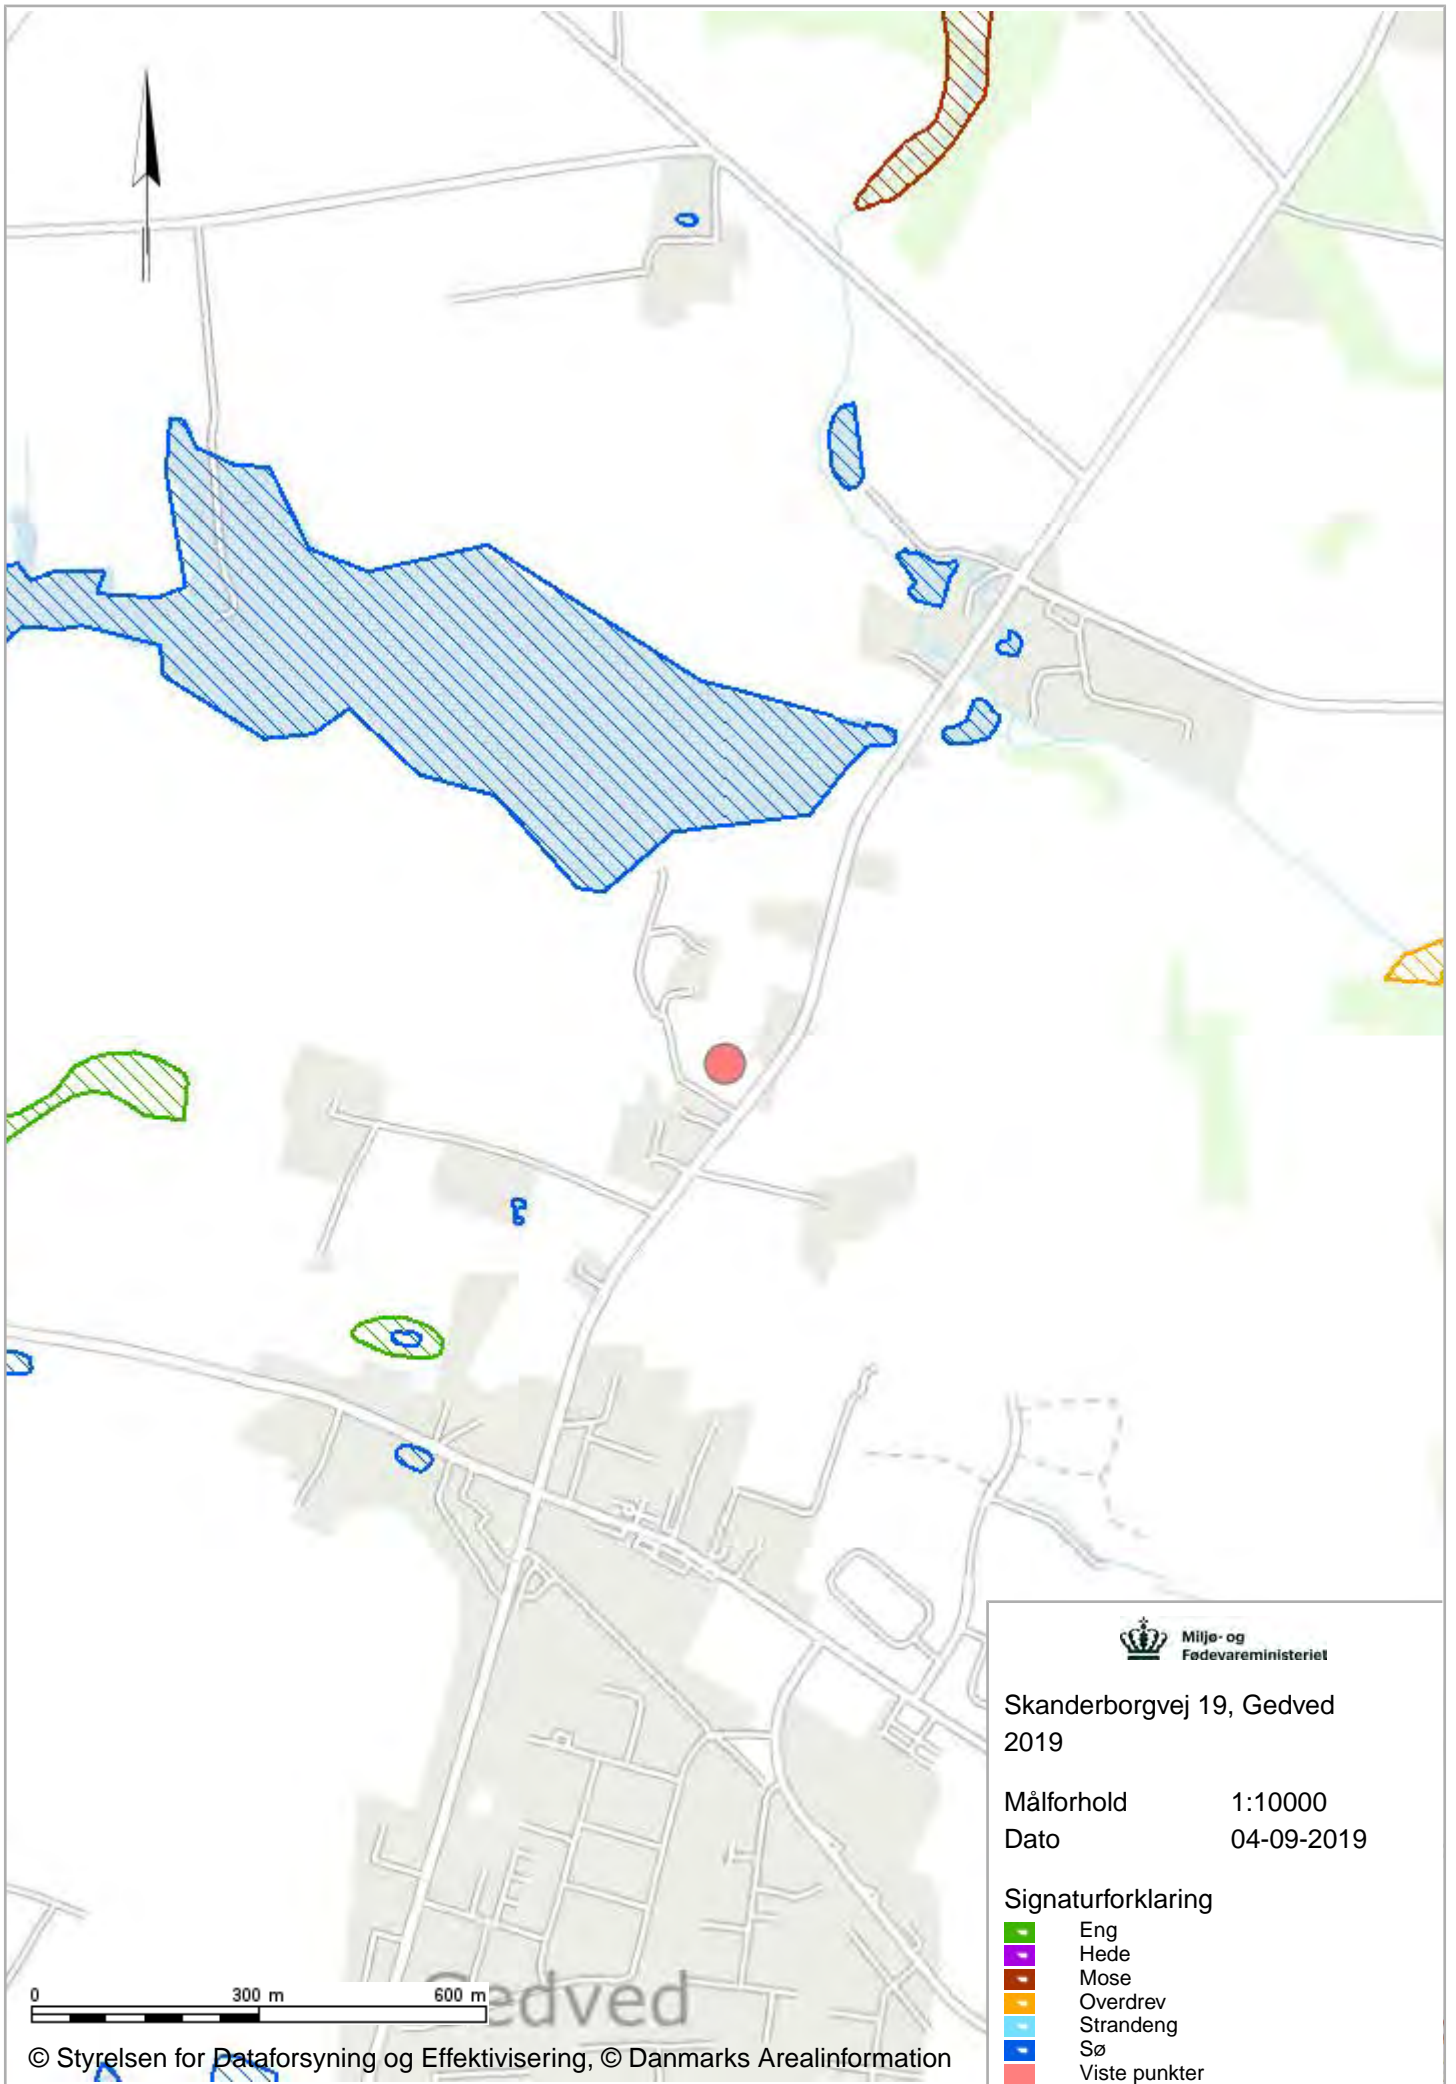 Miljø- og
Fødevareministeriet
Skanderborgvej 19, Gedved
2019
Målforhold 1:10000
Dato 04-09-2019
Signaturforklaring
Eng
Hede
Mose
Overdrev
Strandeng
Sø
Viste punkter
Gedved
0 300 m 600 m
© Styrelsen for Dataforsyning og Effektivisering, © Danmarks Arealinformation